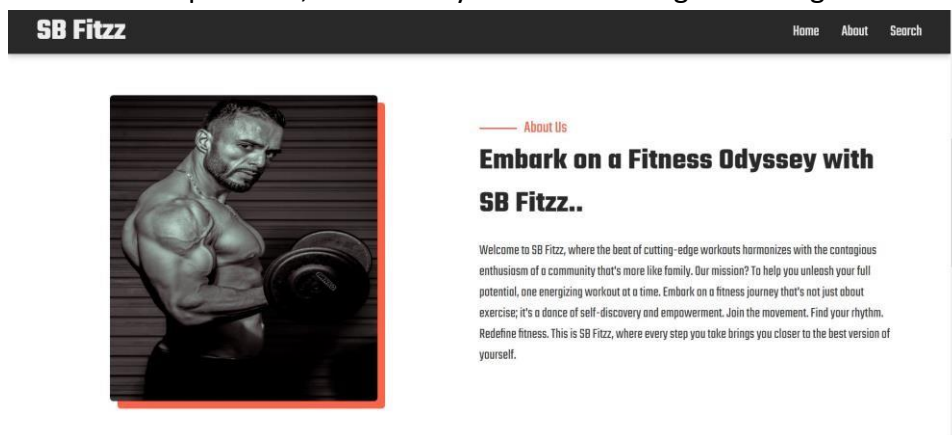 SB Fitzz
Home About Search
About Us
Embark on a Fitness Odyssey with
SB Fitzz..
Welcome to SB Fitzz, where the beat of cutting-edge workouts harmonizes with the contagious
enthusiasm of a community that's more like family. Our mission? To help you unleash your full
potential, one energizing workout at a time. Embark on a fitness journey that's not just about
exercise; it's a dance of self-discovery and empowerment. Join the movement. Find your rhythm.
Redefine fitness. This is SB Fitzz, where every step you take brings you closer to the best version of
yourself.